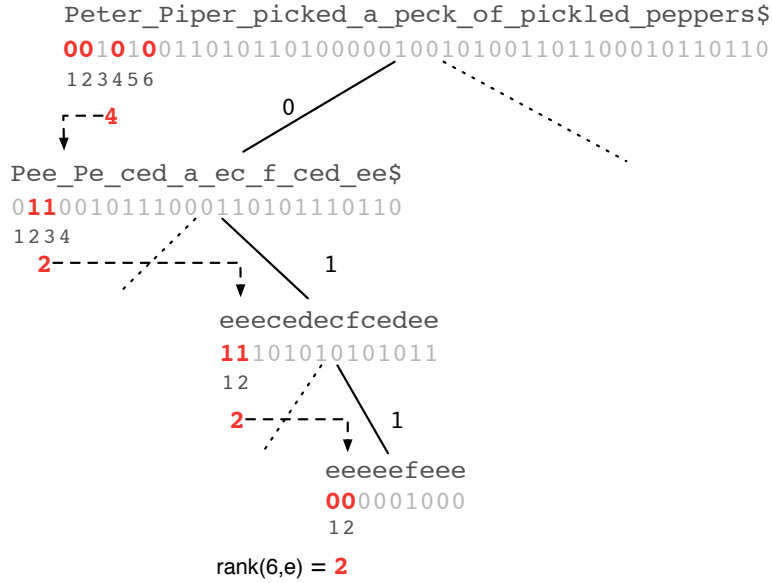 Peter_Piper_picked_a_peck_of_pickled_peppers$
001010011010110100000100101001101100010110110
123456
4
0
Pee_Pe_ced_a_ec_f_ced_ee$
0110010111000110101110110
1234
2
1
eeecedecfcedee
11101010101011
12
2
1
eeeeefeee
000001000
12
rank(6,e) = 2